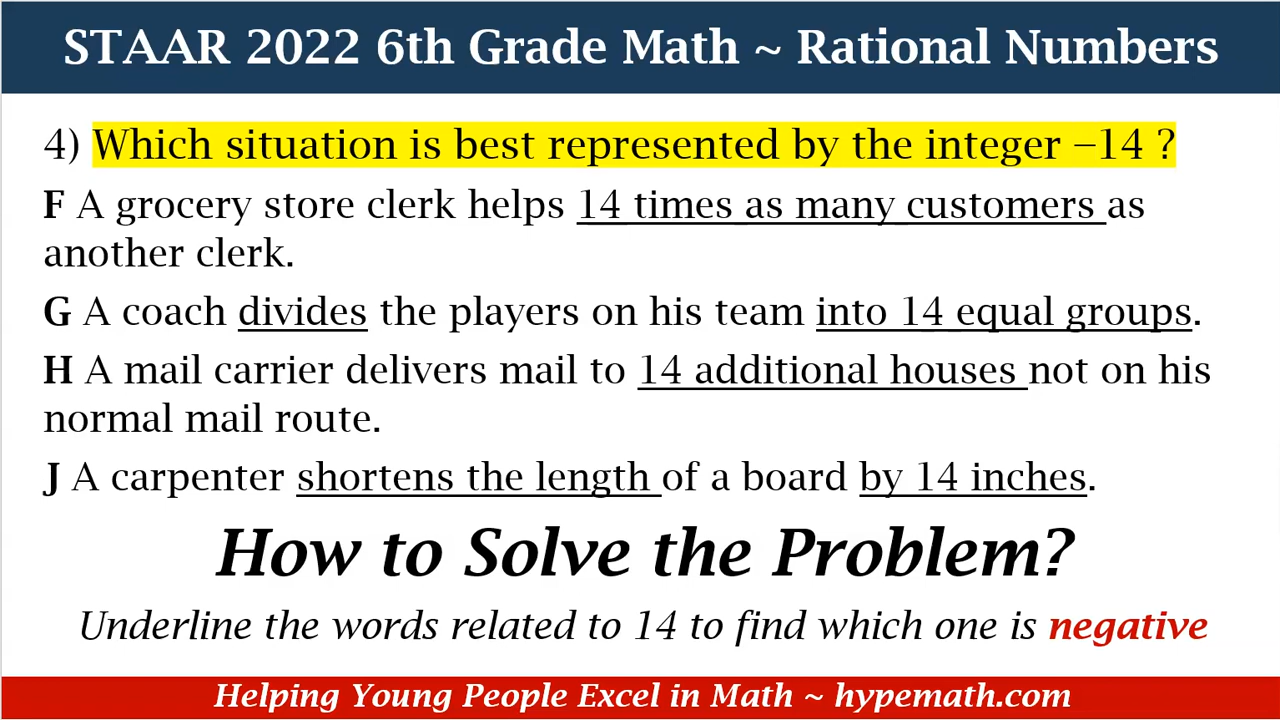 STAAR 2022 6th Grade Math ~ Rational Numbers
4) Which situation is best represented by the integer −14 ?
F A grocery store clerk helps 14 times as many customers as
another clerk.
G A coach divides the players on his team into 14 equal groups.
H A mail carrier delivers mail to 14 additional houses not on his
normal mail route.
J A carpenter shortens the length of a board by 14 inches.
How to Solve the Problem?
Underline the words related to 14 to find which one is negative
Helping Young People Excel in Math ~ hypemath.com